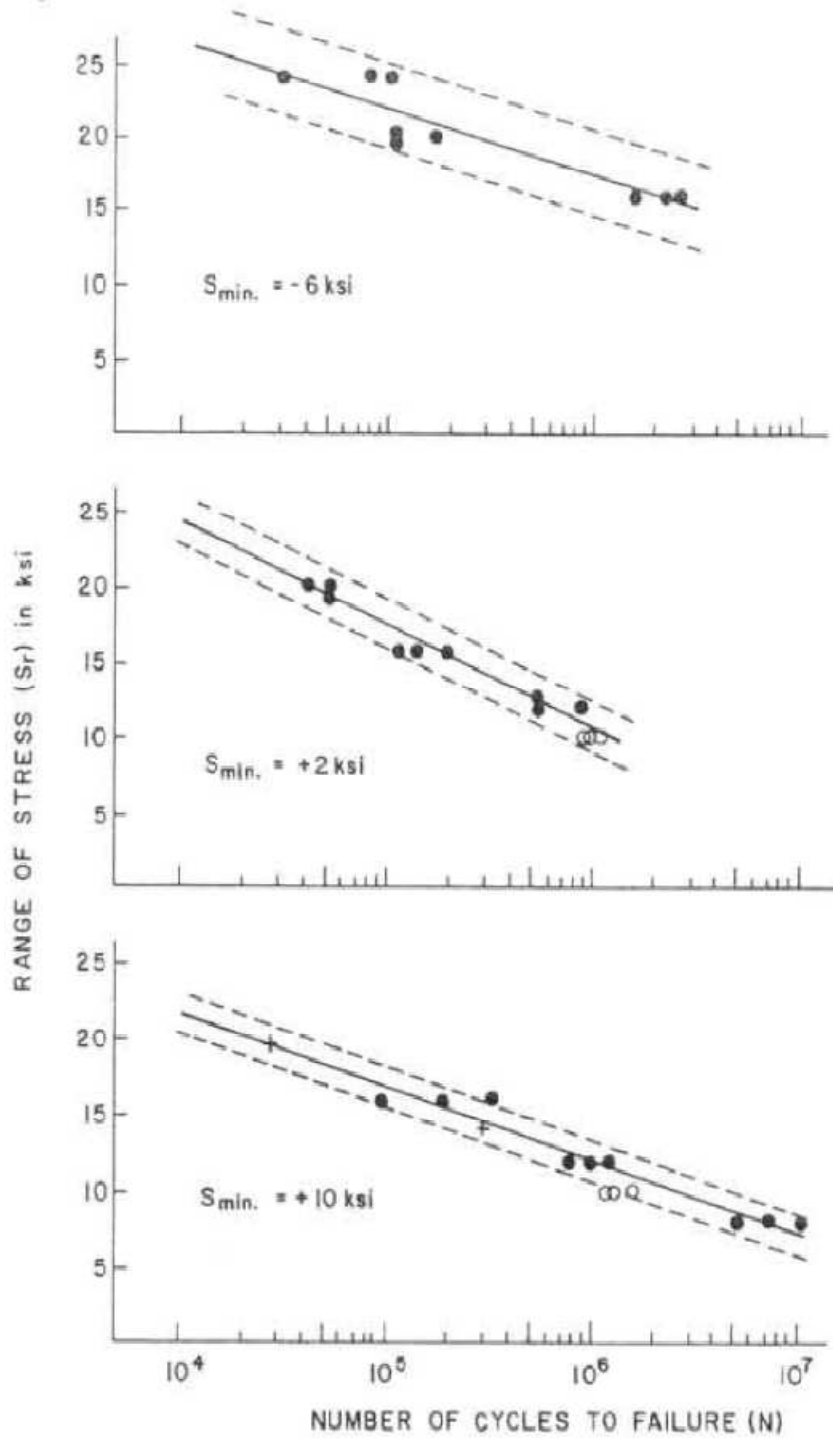 25
20
15
10
5
Smin. = -6 ksi
RANGE OF STRESS (Sr) in ksi
25
20
15
10
5
Smin. = +2 ksi
25
20
15
10
5
Smin. = +10 ksi
10⁴ 10⁵ 10⁶ 10⁷
NUMBER OF CYCLES TO FAILURE (N)